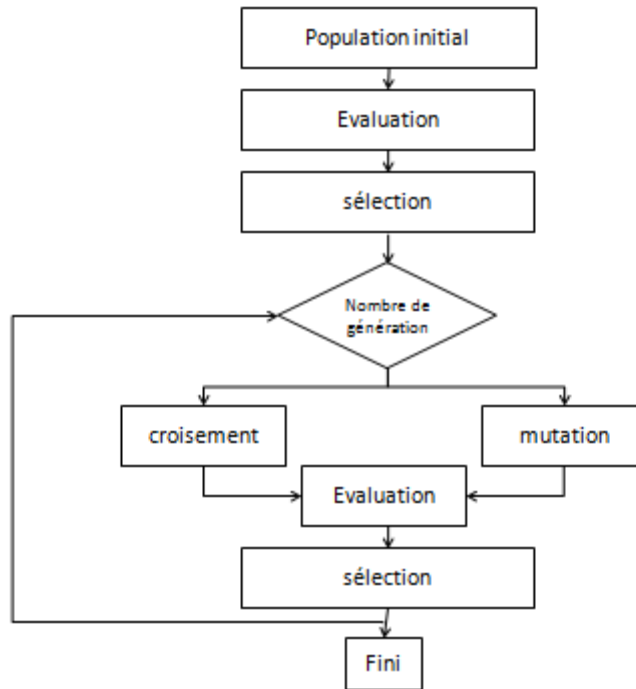 Population initial
Evaluation
sélection
Nombre de
génération
croisement
mutation
Evaluation
sélection
Fini